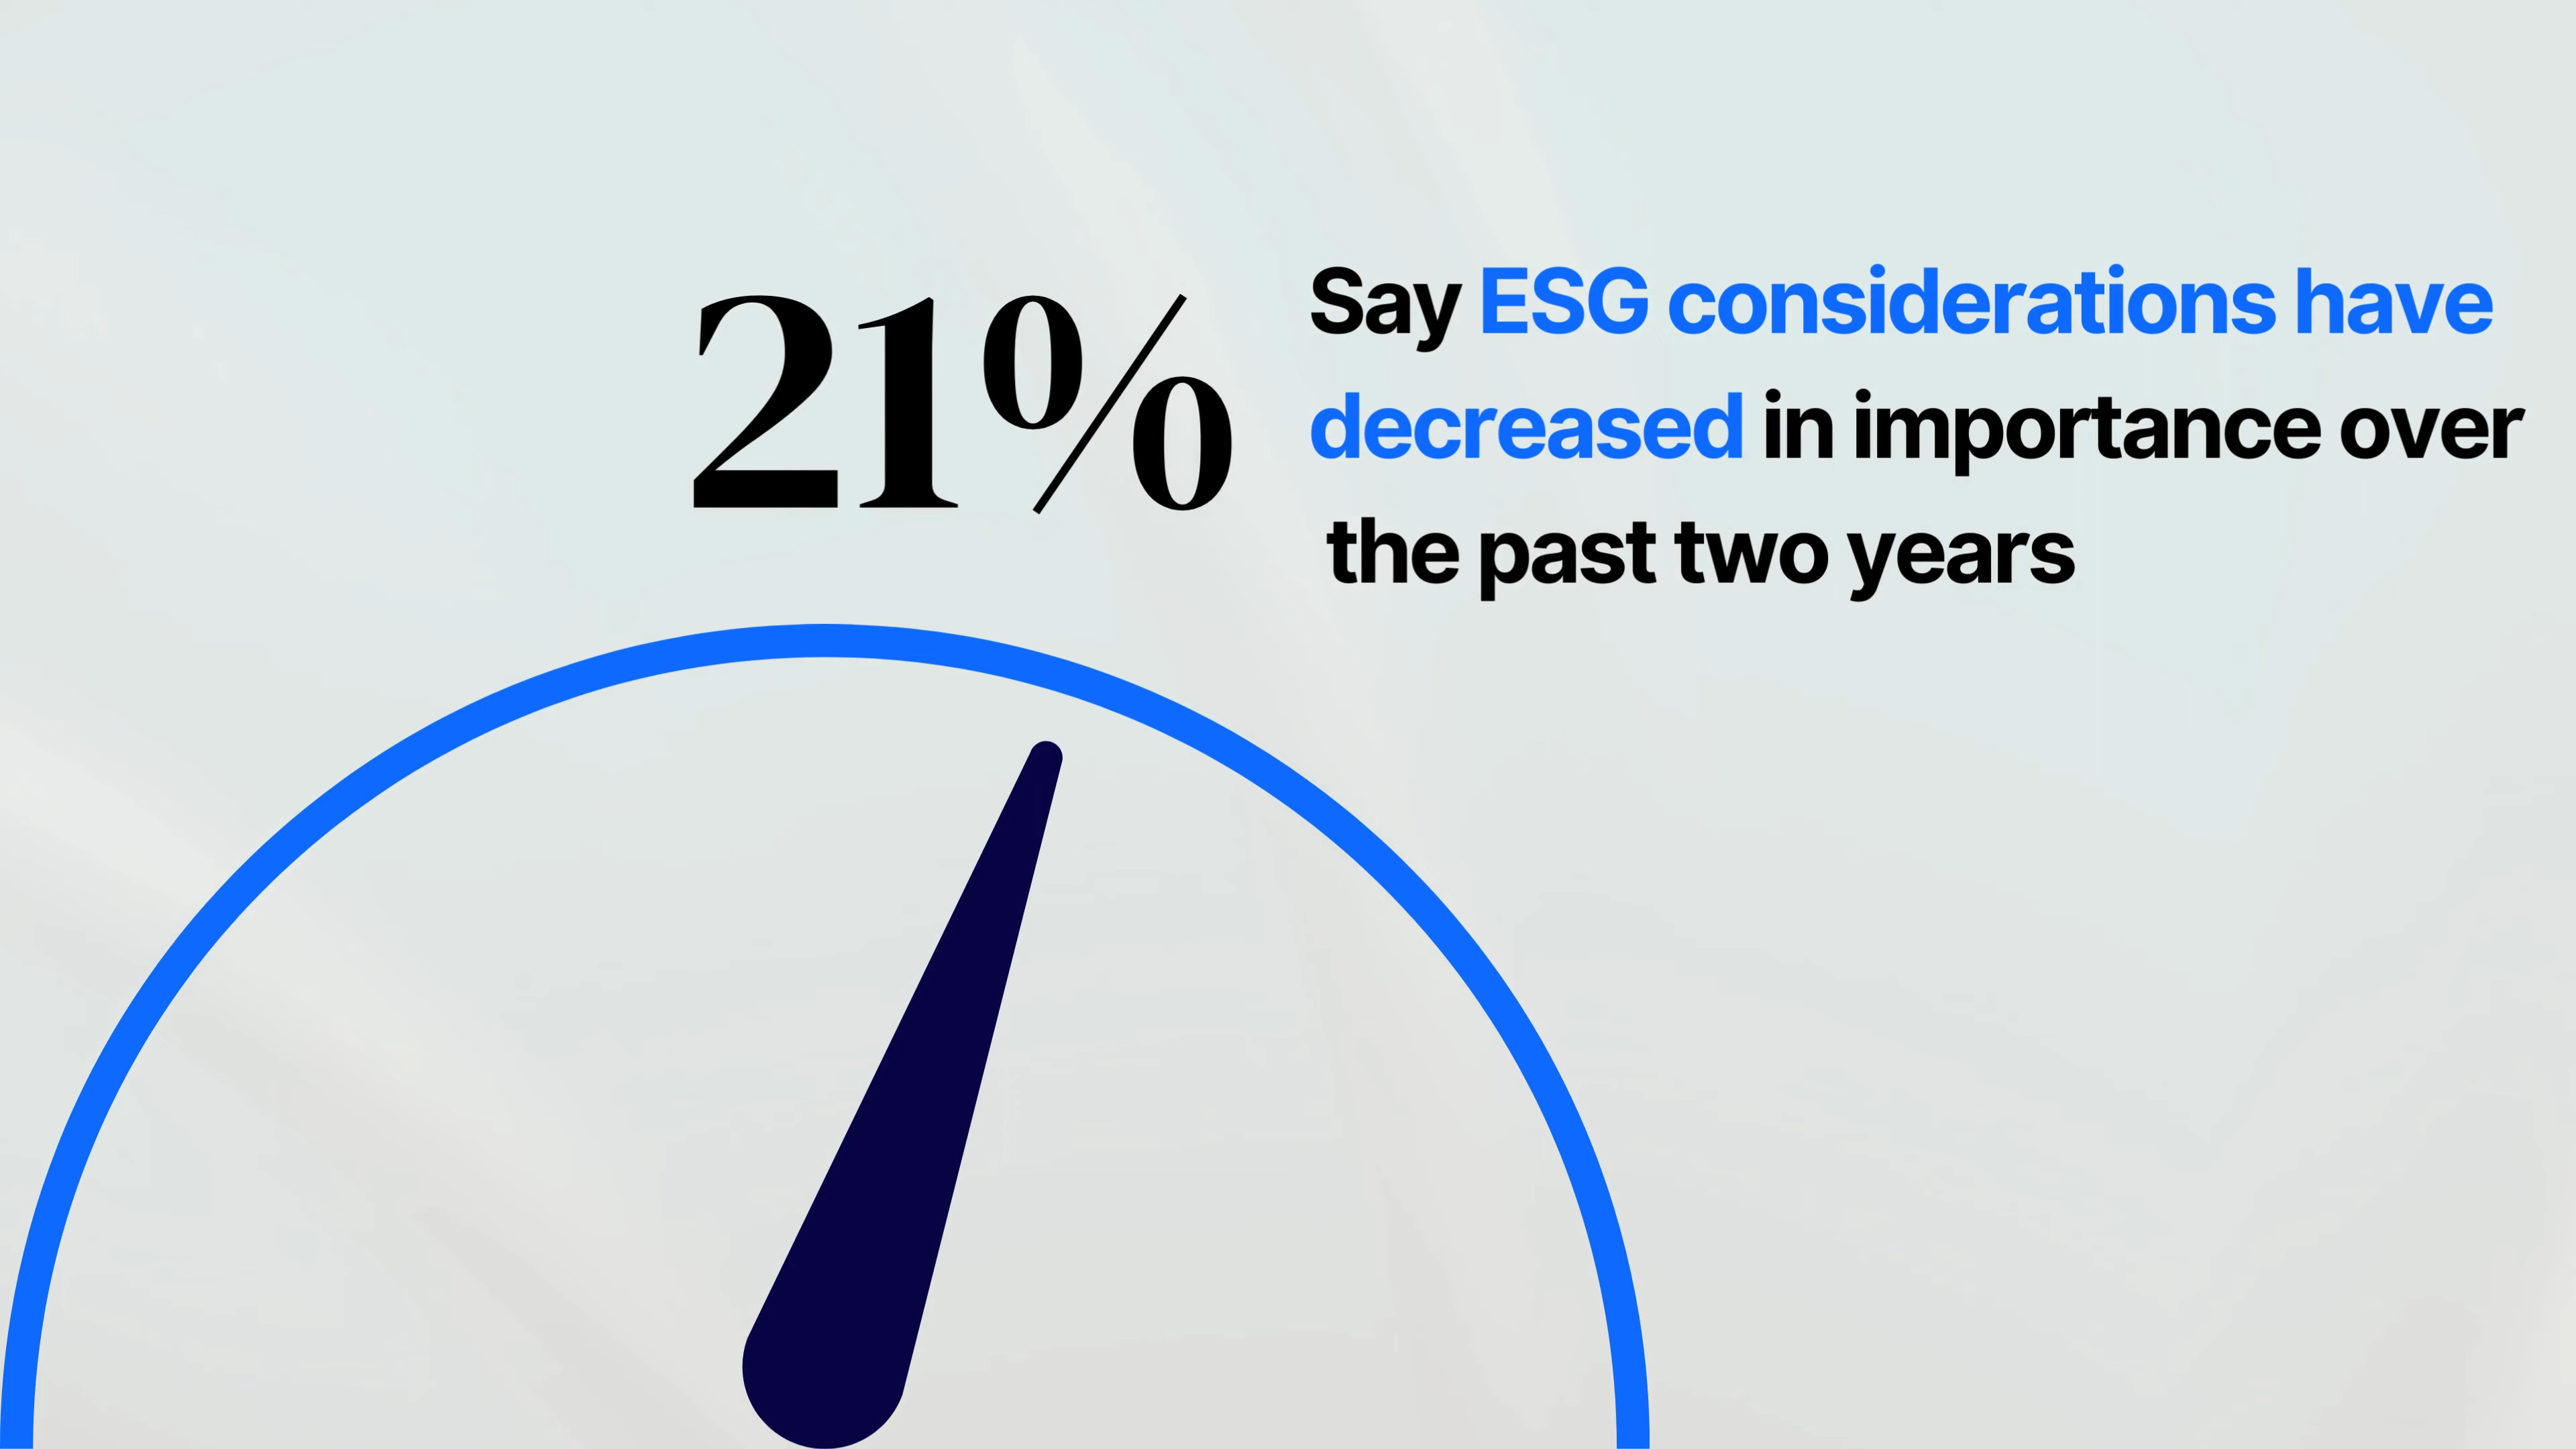 21%
Say ESG considerations have
decreased in importance over
the past two years